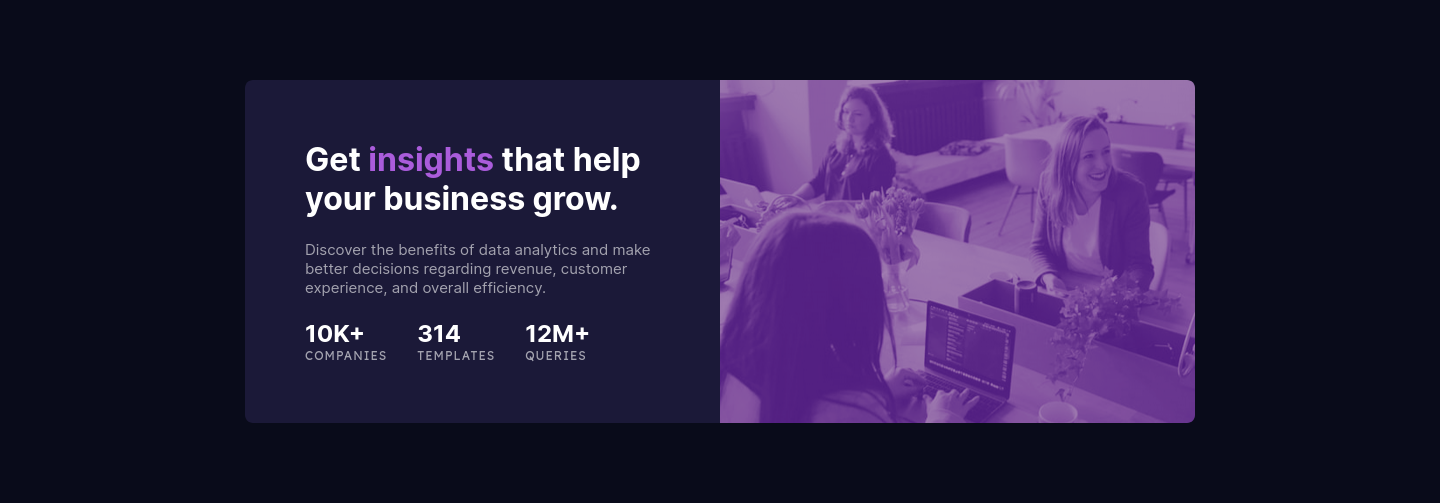 Get insights that help
your business grow.
Discover the benefits of data analytics and make
better decisions regarding revenue, customer
experience, and overall efficiency.
10K+ 314 12M+
COMPANIES TEMPLATES QUERIES